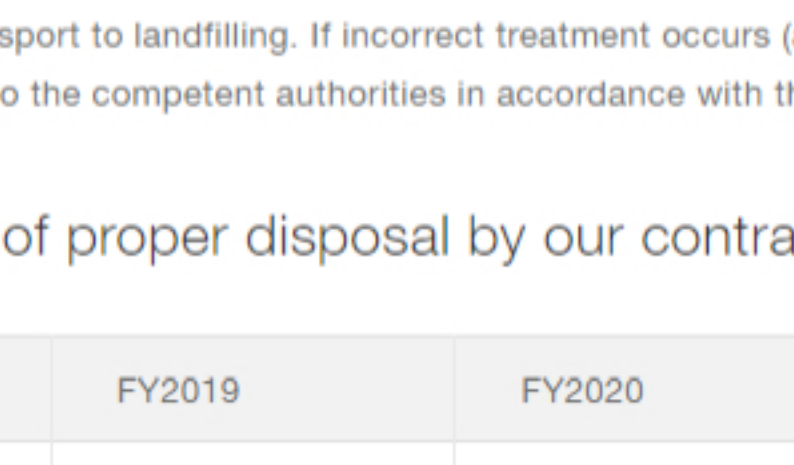 sport to landfilling. If incorrect treatment occurs (
o the competent authorities in accordance with th
of proper disposal by our contra
FY2019 FY2020